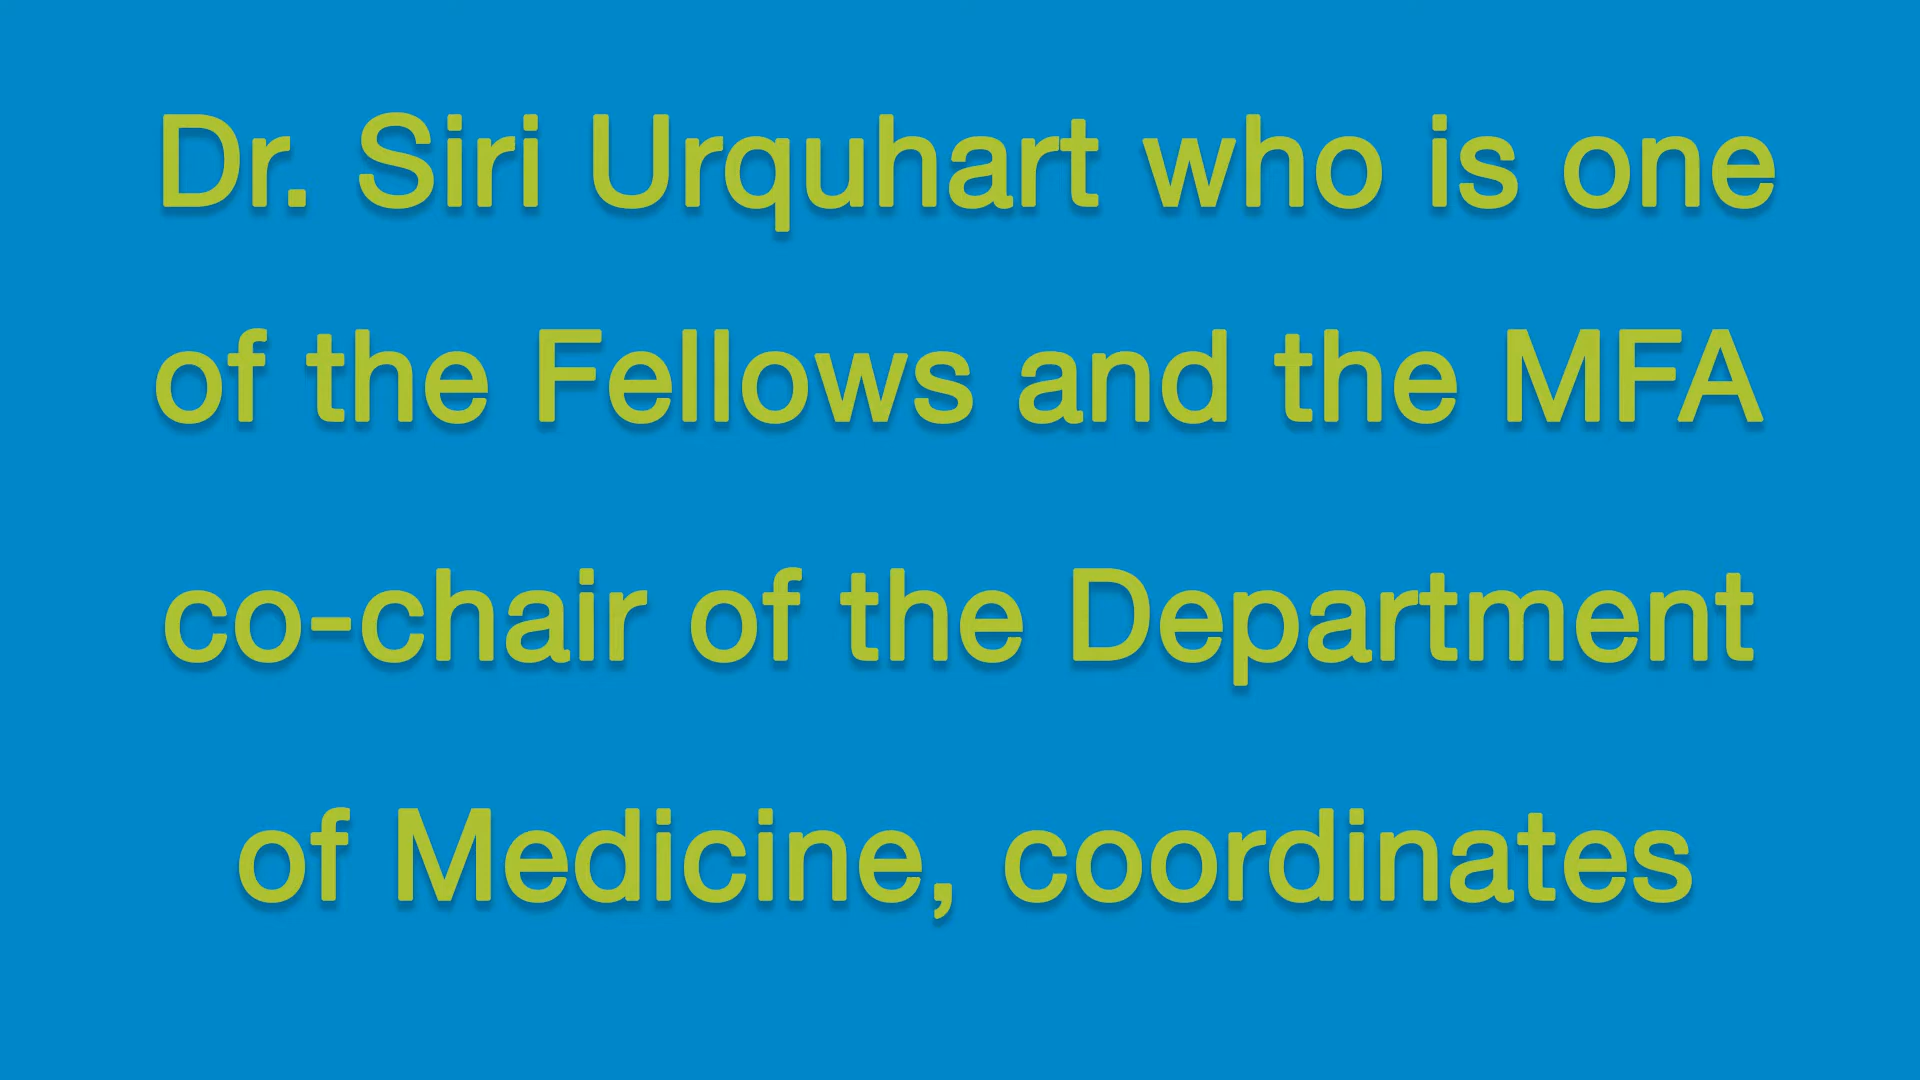 Dr. Siri Urquhart who is one
of the Fellows and the MFA
co-chair of the Department
of Medicine, coordinates